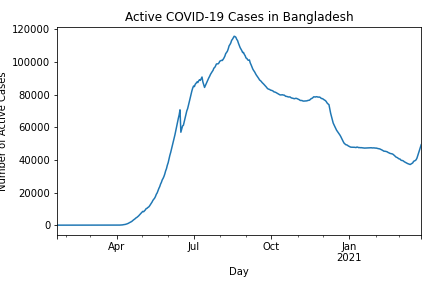 Active COVID-19 Cases in Bangladesh
Number of Active Cases
120000
100000
80000
60000
40000
20000
0
Apr
Jul
Oct
Jan
2021
Day